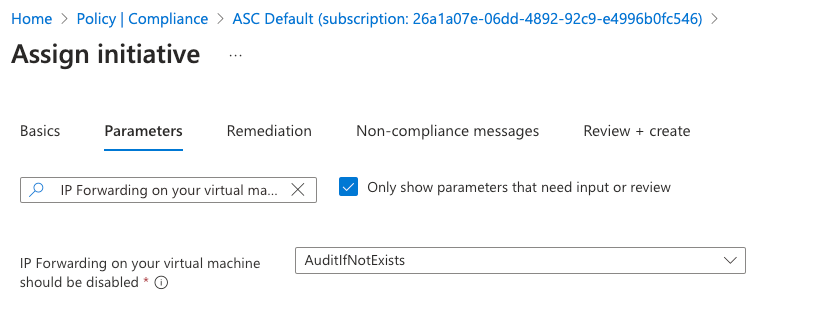 Home > Policy | Compliance > ASC Default (subscription: 26a1a07e-06dd-4892-92c9-e4996b0fc546) >
Assign initiative ...
Basics Parameters Remediation Non-compliance messages Review + create
IP Forwarding on your virtual ma... Only show parameters that need input or review
IP Forwarding on your virtual machine
should be disabled *
AuditIfNotExists